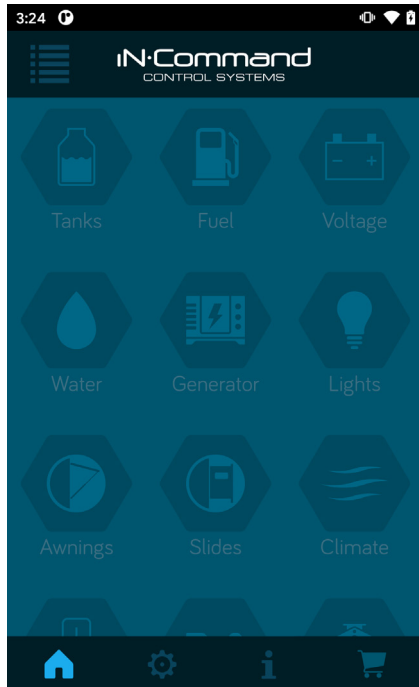 3:24
iN·Command
CONTROL SYSTEMS
Tanks Fuel Voltage
Water Generator Lights
Awnings Slides Climate